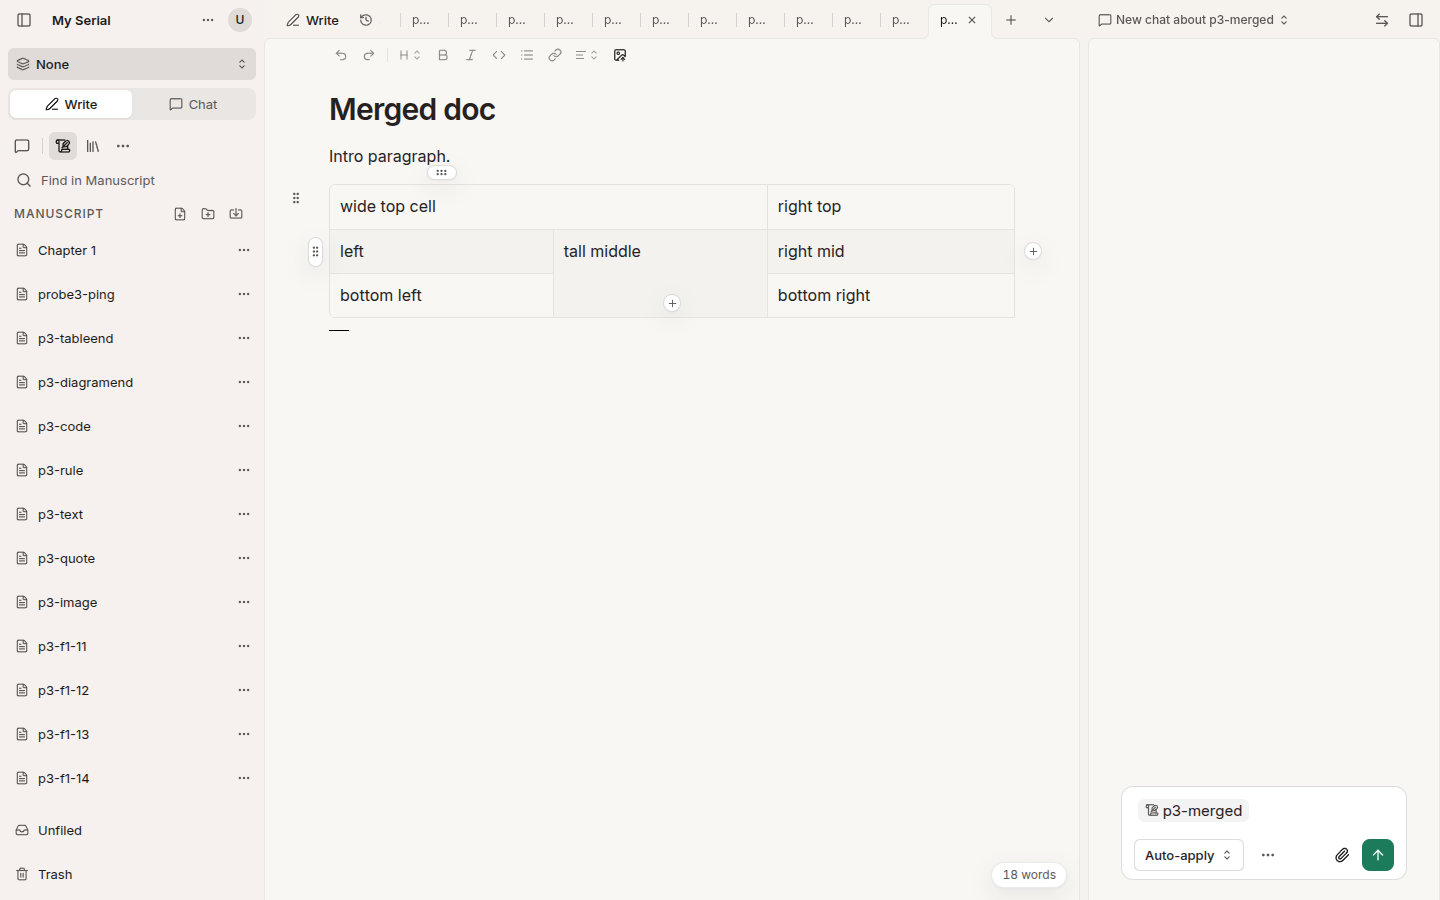 My Serial
U
None
Write
Chat
Find in Manuscript
MANUSCRIPT
Chapter 1
probe3-ping
p3-tableend
p3-diagramend
p3-code
p3-rule
p3-text
p3-quote
p3-image
p3-f1-11
p3-f1-12
p3-f1-13
p3-f1-14
Unfiled
Trash
Write
p...
p...
p...
p...
p...
p...
p...
p...
p...
p...
p...
p...
H
B
I
Merged doc
Intro paragraph.
wide top cell
right top
left
tall middle
right mid
bottom left
bottom right
18 words
New chat about p3-merged
p3-merged
Auto-apply